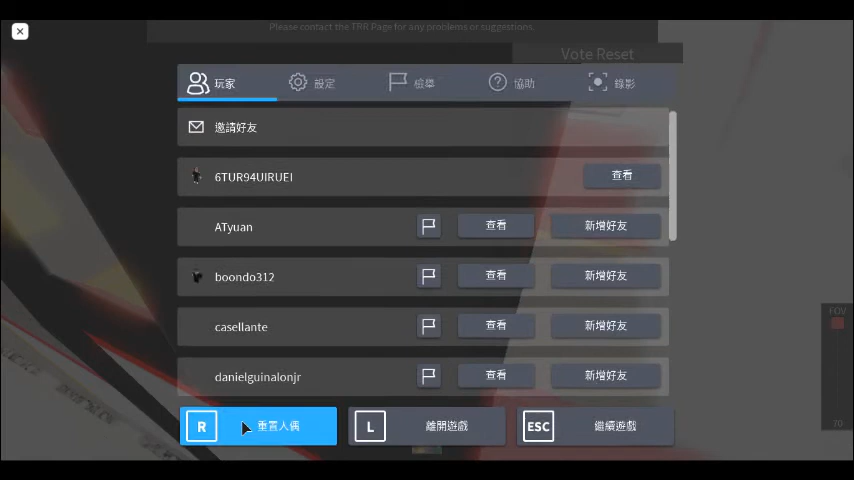 Please contact the TRR Page for any problems or suggestions.
Vote Reset
玩家 設定 檢舉 協助 錄影
邀請好友
6TUR94UIRUEI 查看
ATyuan 查看 新增好友
boondo312 查看 新增好友
casellante 查看 新增好友
danielguinalonjr 查看 新增好友
R 重置人偶 L 離開遊戲 ESC 繼續遊戲
FOV
70